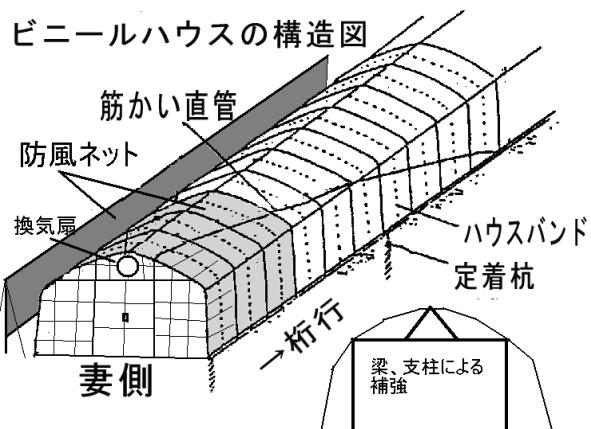 ビニールハウスの構造図
筋かい直管
防風ネット
換気扇
ハウスバンド
定着杭
→桁行
妻側
梁、支柱による
補強